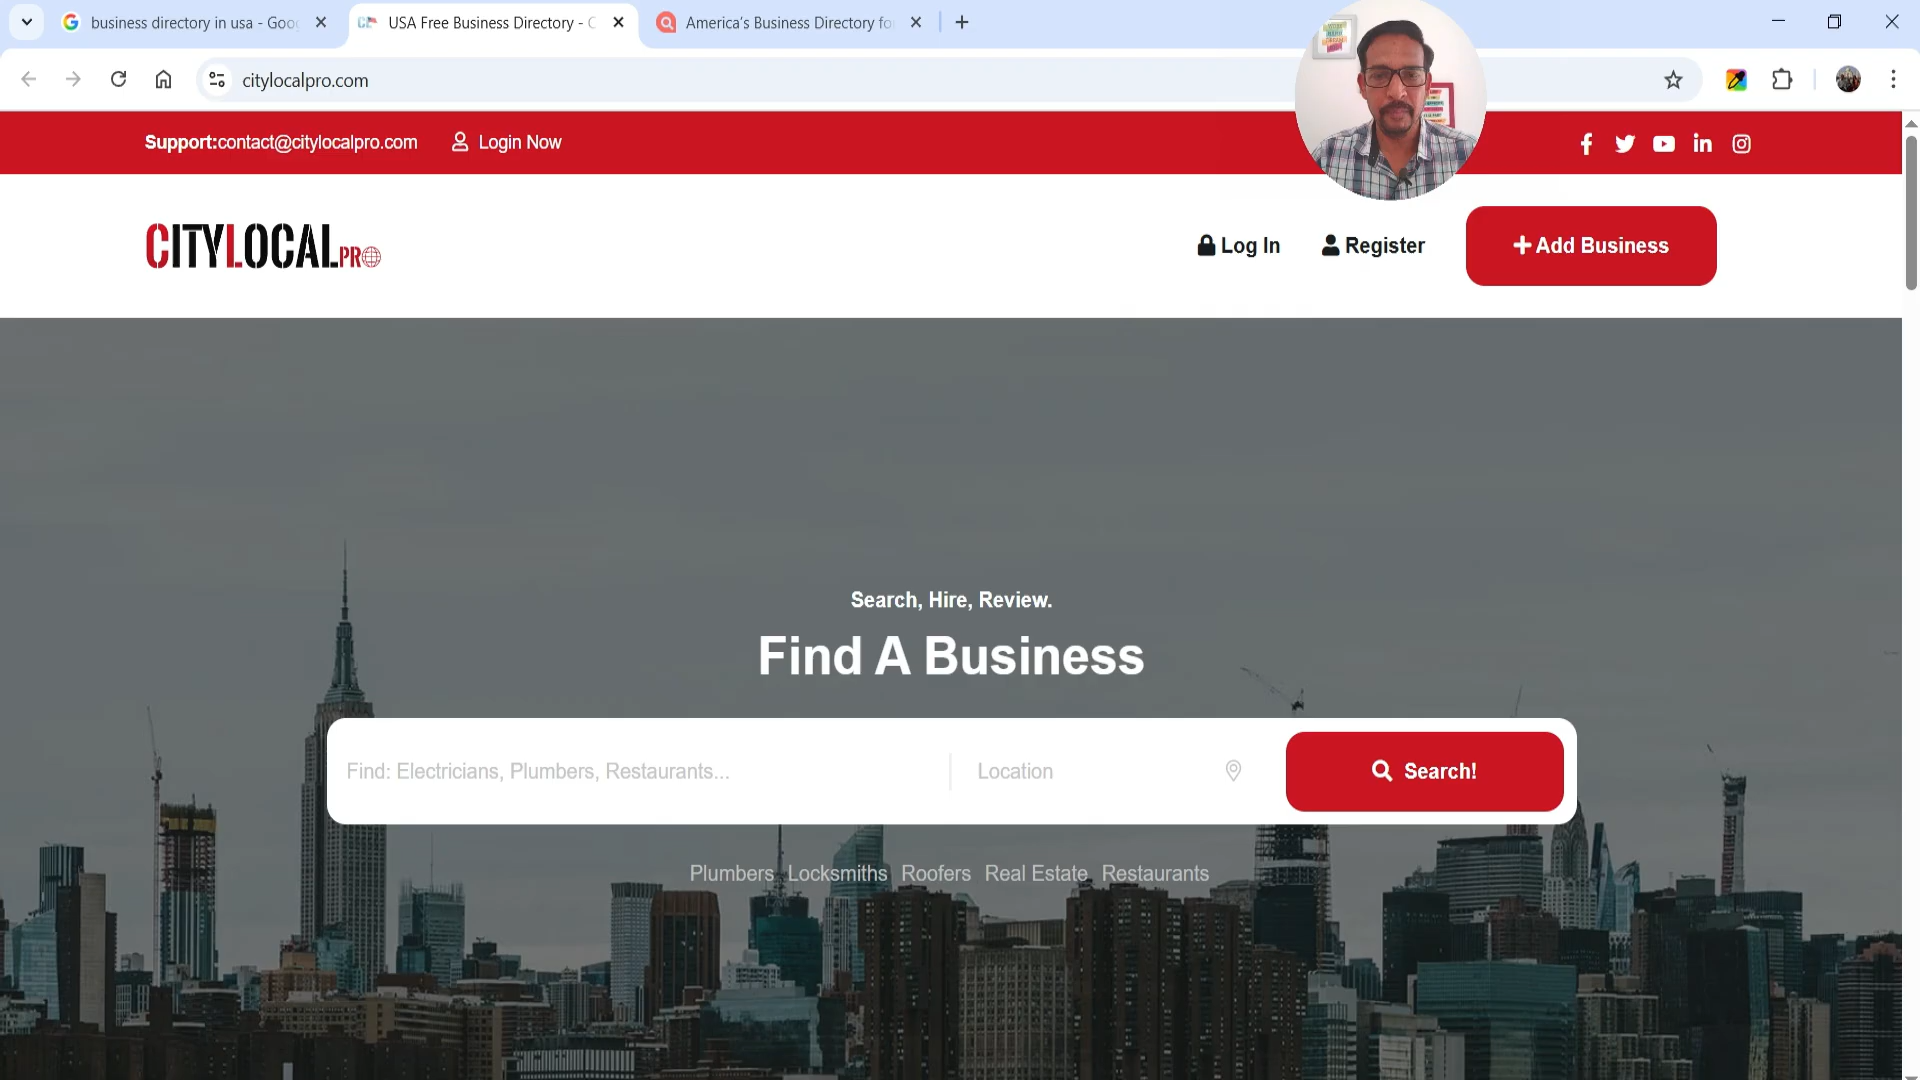 business directory in usa - Goog
USA Free Business Directory - C
America's Business Directory fo
citylocalpro.com
Support:contact@citylocalpro.com
Login Now
CITYLOCALPRO
Log In
Register
Add Business
Search, Hire, Review.
Find A Business
Find: Electricians, Plumbers, Restaurants...
Location
Search!
Plumbers Locksmiths Roofers Real Estate Restaurants